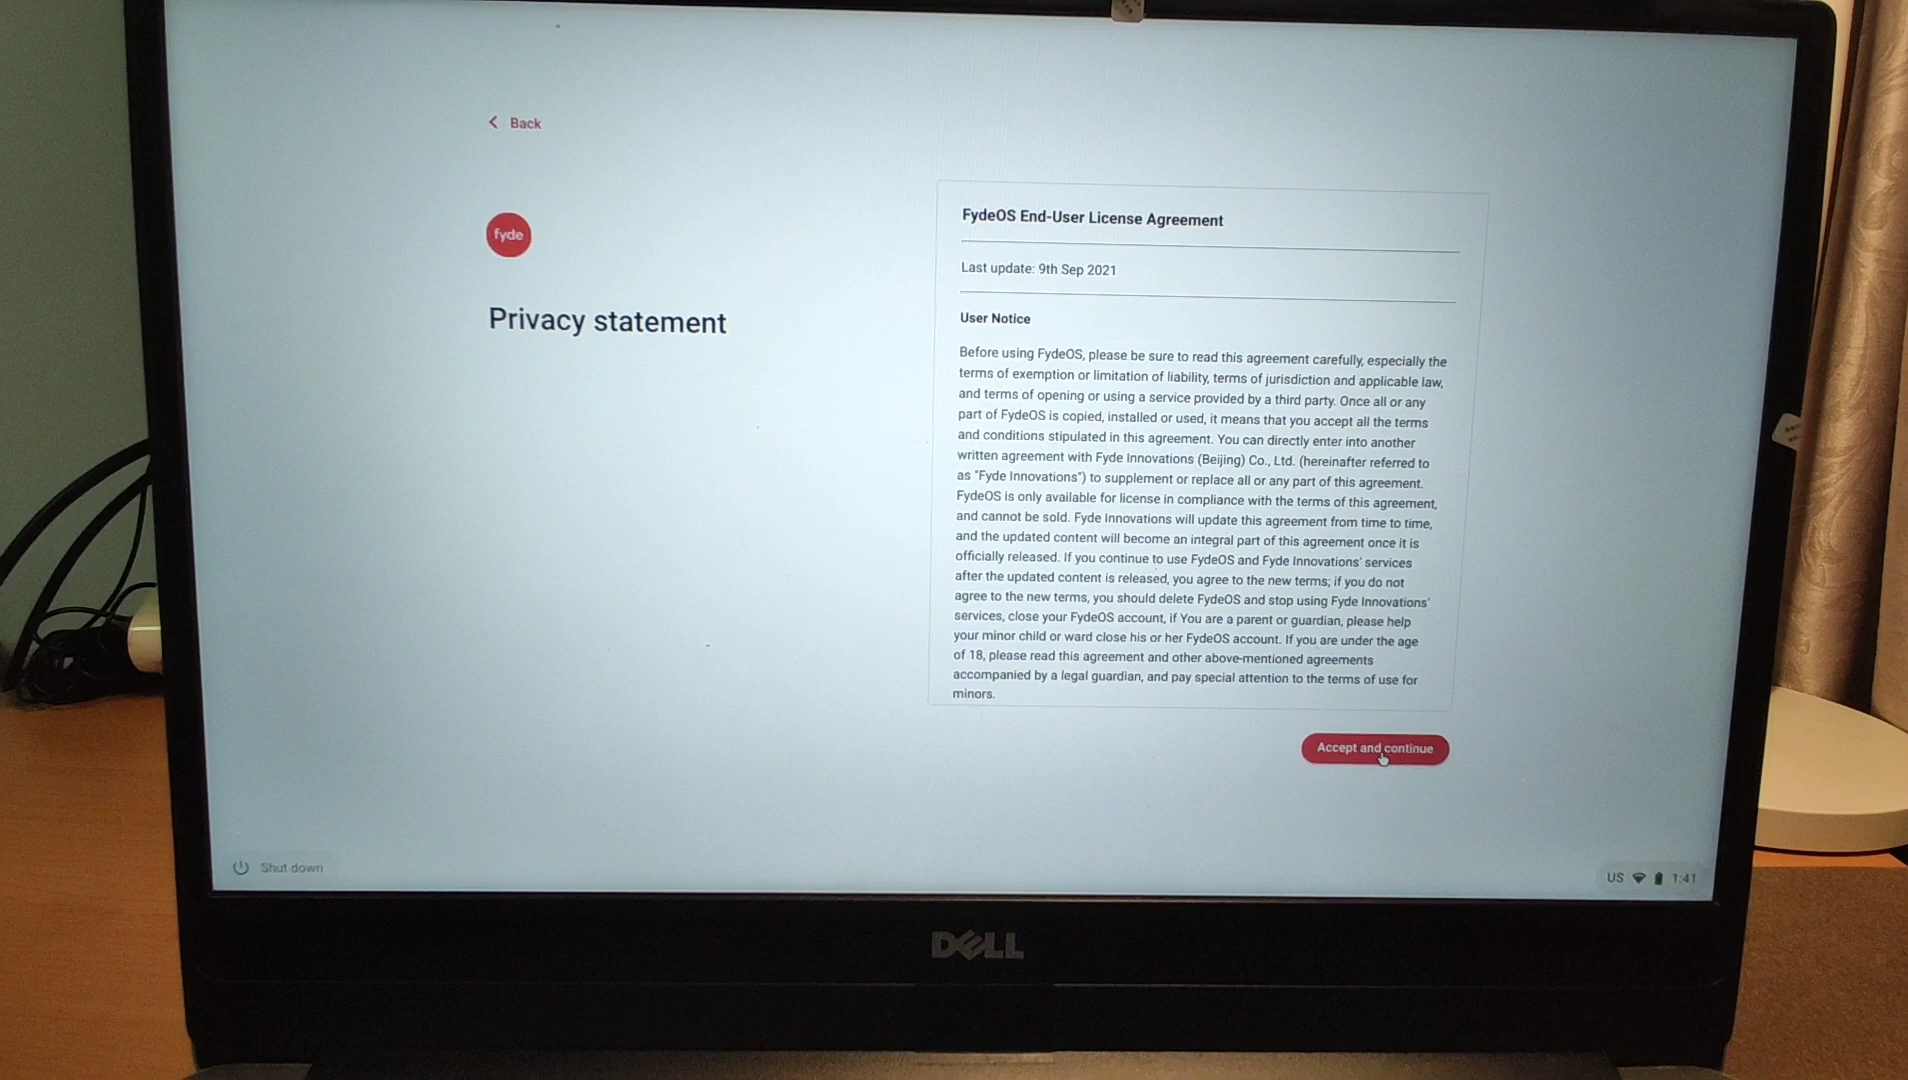 Back
fyde
Privacy statement
FydeOS End-User License Agreement
Last update: 9th Sep 2021
User Notice
Before using FydeOS, please be sure to read this agreement carefully, especially the
terms of exemption or limitation of liability, terms of jurisdiction and applicable law,
and terms of opening or using a service provided by a third party. Once all or any
part of FydeOS is copied, installed or used, it means that you accept all the terms
and conditions stipulated in this agreement. You can directly enter into another
written agreement with Fyde Innovations (Beijing) Co., Ltd. (hereinafter referred to
as "Fyde Innovations") to supplement or replace all or any part of this agreement.
FydeOS is only available for license in compliance with the terms of this agreement,
and cannot be sold. Fyde Innovations will update this agreement from time to time,
and the updated content will become an integral part of this agreement once it is
officially released. If you continue to use FydeOS and Fyde Innovations' services
after the updated content is released, you agree to the new terms; if you do not
agree to the new terms, you should delete FydeOS and stop using Fyde Innovations'
services, close your FydeOS account, if You are a parent or guardian, please help
your minor child or ward close his or her FydeOS account. If you are under the age
of 18, please read this agreement and other above-mentioned agreements
accompanied by a legal guardian, and pay special attention to the terms of use for
minors.
Accept and continue
Shut down
US 1:41
DELL